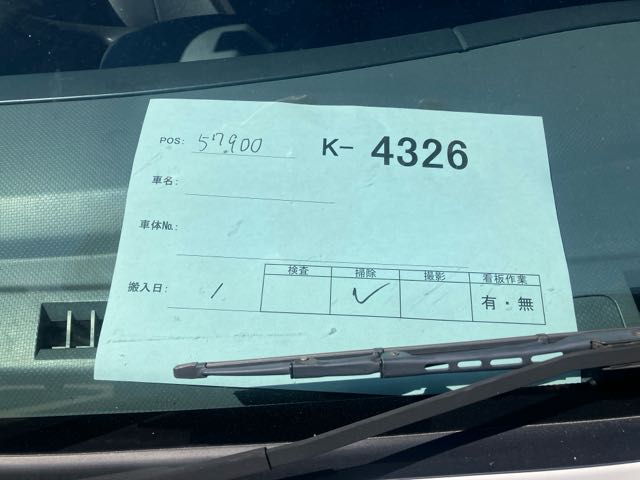 POS: 57900 K- 4326
車名:
車体No.:
検査 掃除 撮影 看板作業
搬入日: / ✓ 有・無